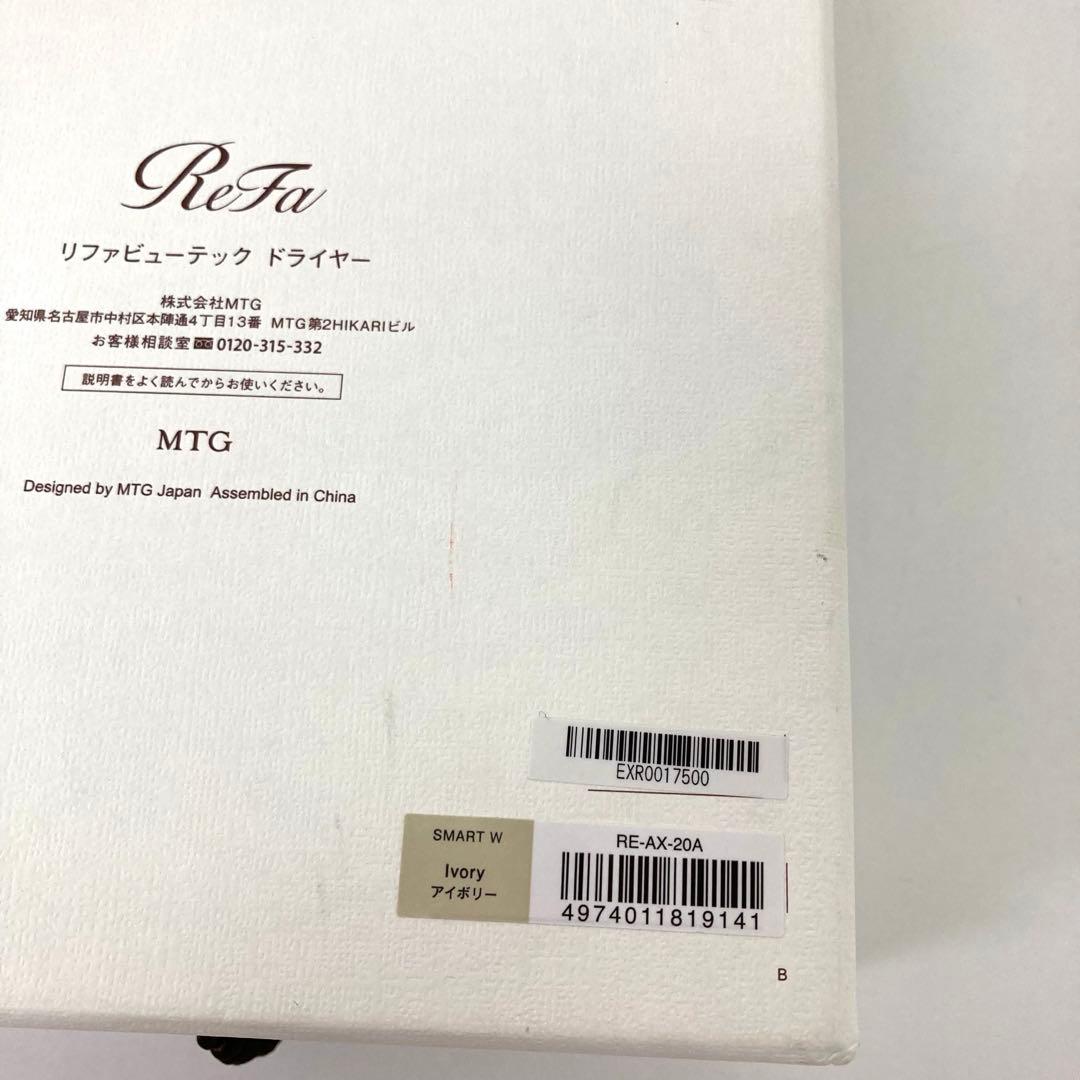 ReFa
リファビューテック ドライヤー
株式会社MTG
愛知県名古屋市中村区本陣通4丁目13番 MTG第2HIKARIビル
お客様相談室 0120-315-332
説明書をよく読んでからお使いください。
MTG
Designed by MTG Japan Assembled in China
EXR0017500
SMART W
Ivory
アイボリー
RE-AX-20A
4974011819141
B